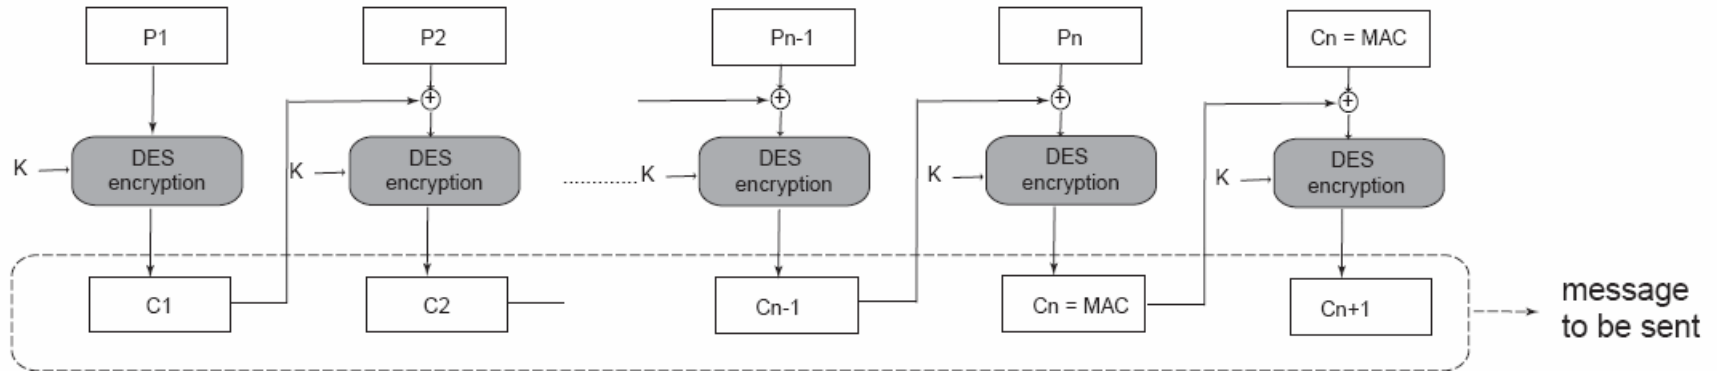 P1
P2
Pn-1
Pn
Cn = MAC
+
+
+
+
K
DES
encryption
K
DES
encryption
..............
K
DES
encryption
K
DES
encryption
K
DES
encryption
C1
C2
Cn-1
Cn = MAC
Cn+1
message
to be sent